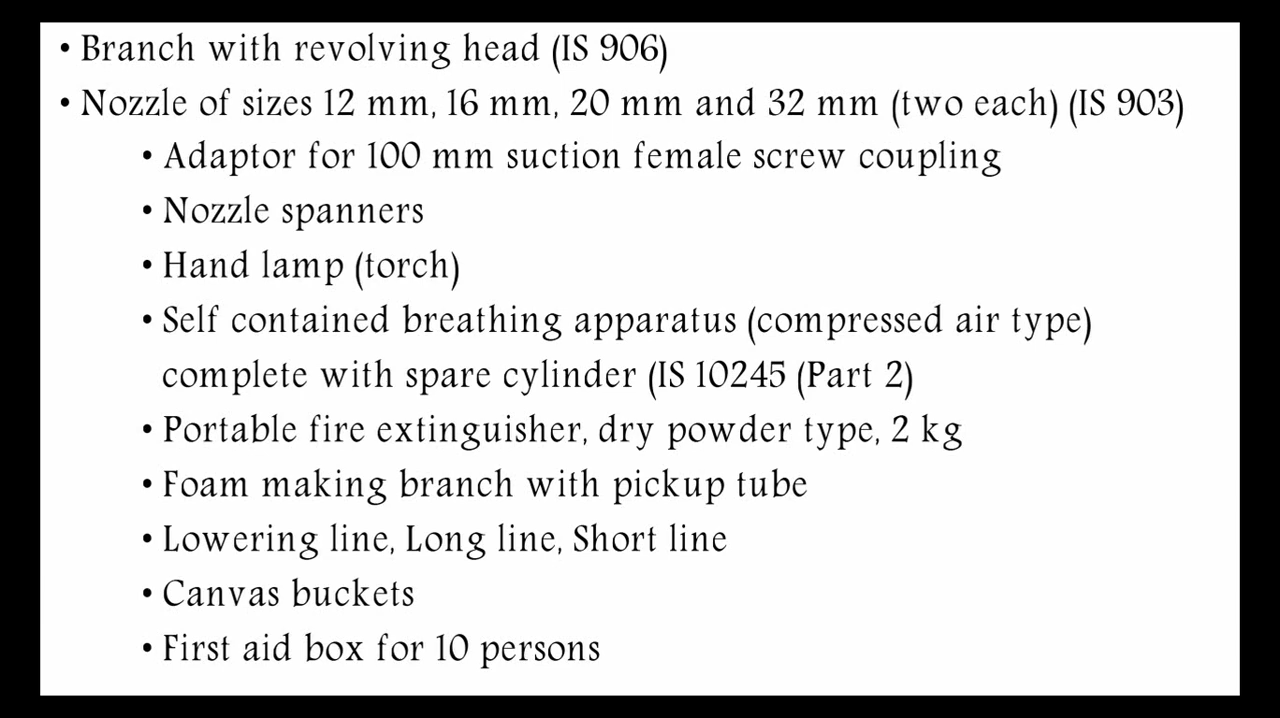 • Branch with revolving head (IS 906)
• Nozzle of sizes 12 mm, 16 mm, 20 mm and 32 mm (two each) (IS 903)
• Adaptor for 100 mm suction female screw coupling
• Nozzle spanners
• Hand lamp (torch)
• Self contained breathing apparatus (compressed air type)
complete with spare cylinder (IS 10245 (Part 2)
• Portable fire extinguisher, dry powder type, 2 kg
• Foam making branch with pickup tube
• Lowering line, Long line, Short line
• Canvas buckets
• First aid box for 10 persons